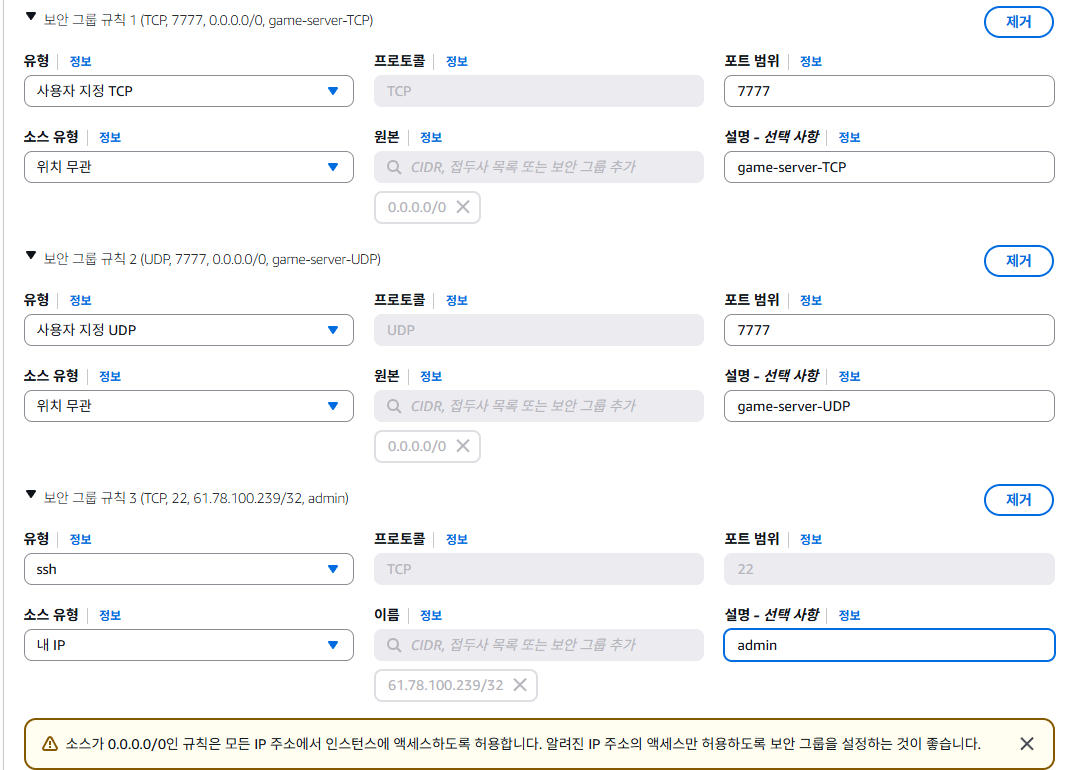 보안 그룹 규칙 1 (TCP, 7777, 0.0.0.0/0, game-server-TCP) 제거
유형 정보 프로토콜 정보 포트 범위 정보
사용자 지정 TCP TCP 7777
소스 유형 정보 원본 정보 설명 - 선택 사항 정보
위치 무관 CIDR, 접두사 목록 또는 보안 그룹 추가 game-server-TCP
0.0.0.0/0
보안 그룹 규칙 2 (UDP, 7777, 0.0.0.0/0, game-server-UDP) 제거
유형 정보 프로토콜 정보 포트 범위 정보
사용자 지정 UDP UDP 7777
소스 유형 정보 원본 정보 설명 - 선택 사항 정보
위치 무관 CIDR, 접두사 목록 또는 보안 그룹 추가 game-server-UDP
0.0.0.0/0
보안 그룹 규칙 3 (TCP, 22, 61.78.100.239/32, admin) 제거
유형 정보 프로토콜 정보 포트 범위 정보
ssh TCP 22
소스 유형 정보 이름 정보 설명 - 선택 사항 정보
내 IP CIDR, 접두사 목록 또는 보안 그룹 추가 admin
61.78.100.239/32
소스가 0.0.0.0/0인 규칙은 모든 IP 주소에서 인스턴스에 액세스하도록 허용합니다. 알려진 IP 주소의 액세스만 허용하도록 보안 그룹을 설정하는 것이 좋습니다.